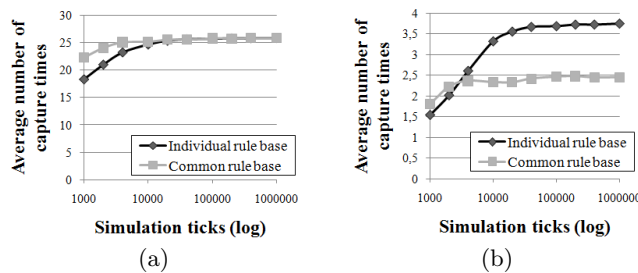 Average number of
capture times
30
25
20
15
10
5
0
1000
10000
100000
1000000
Individual rule base
Common rule base
Simulation ticks (log)
(a)
Average number of
capture times
4
3,5
3
2,5
2
1,5
1
0,5
0
1000
10000
100000
1000000
Individual rule base
Common rule base
Simulation ticks (log)
(b)